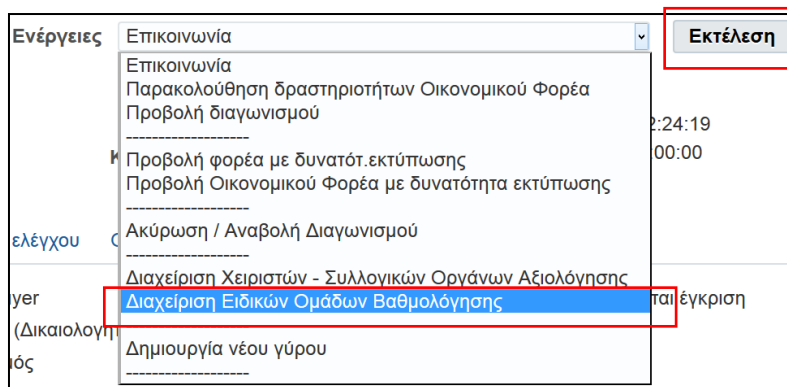 Ενέργειες Επικοινωνία Εκτέλεση
Επικοινωνία
Παρακολούθηση δραστηριοτήτων Οικονομικού Φορέα
Προβολή διαγωνισμού
-------------------
2:24:19
Προβολή φορέα με δυνατότ.εκτύπωσης
00:00
Προβολή Οικονομικού Φορέα με δυνατότητα εκτύπωσης
-------------------
Ακύρωση / Αναβολή Διαγωνισμού
ελέγχου
-------------------
Διαχείριση Χειριστών - Συλλογικών Οργάνων Αξιολόγησης
yer Διαχείριση Ειδικών Ομάδων Βαθμολόγησης ται έγκριση
(Δικαιολογη
Δημιουργία νέου γύρου
ιός
-------------------